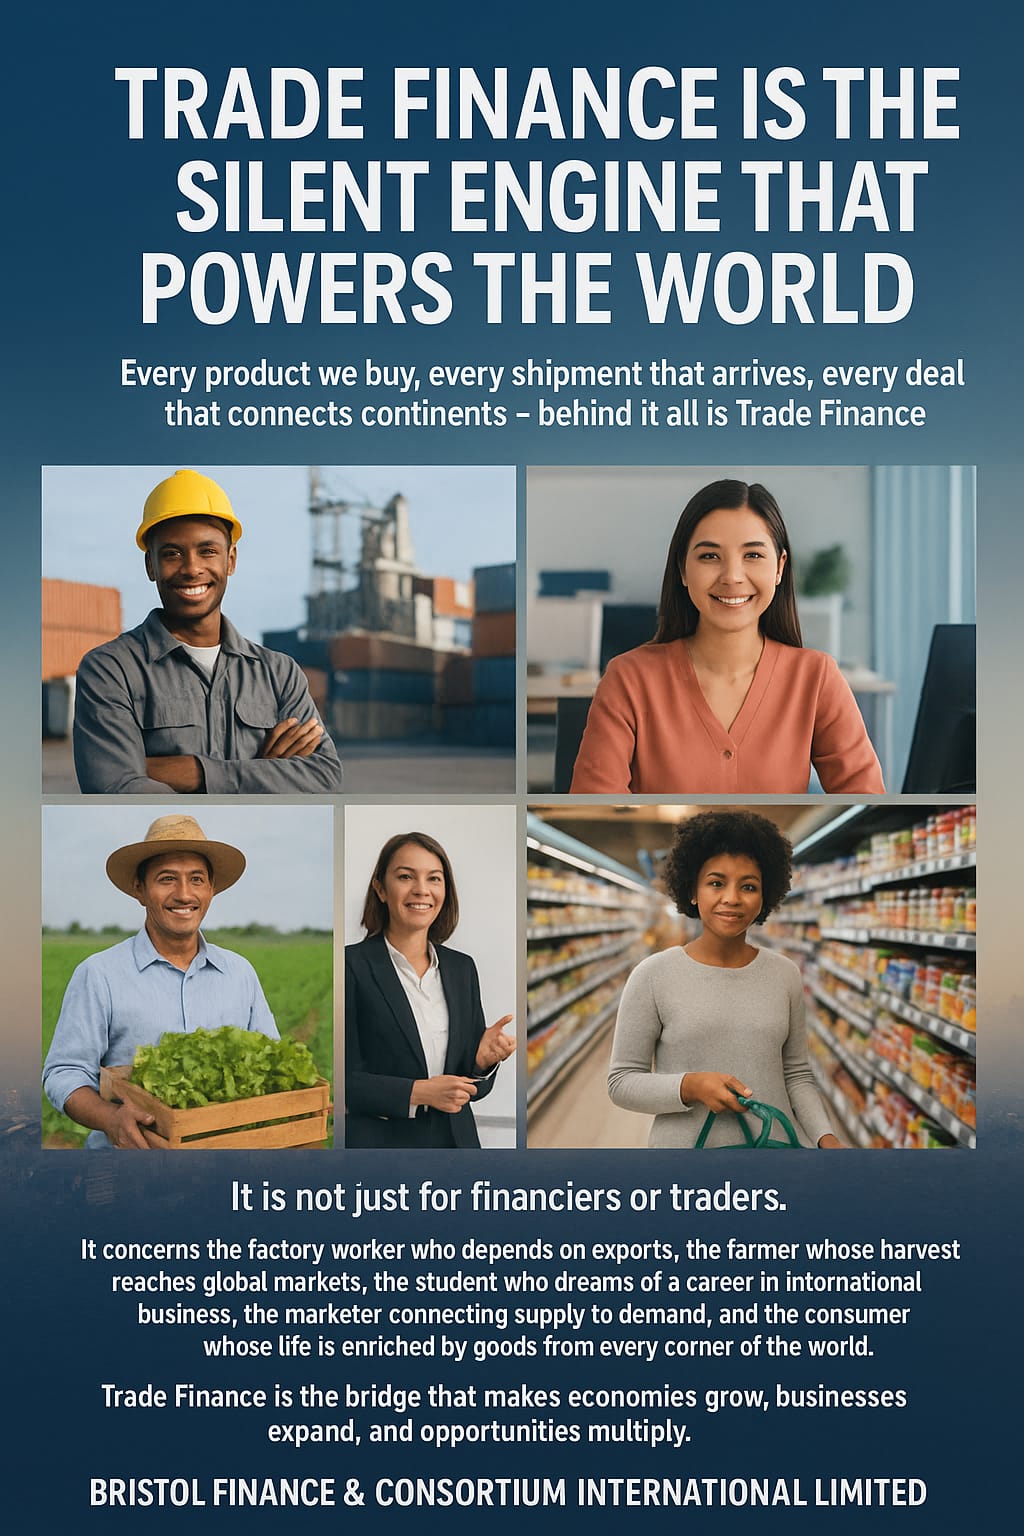 TRADE FINANCE IS THE
SILENT ENGINE THAT
POWERS THE WORLD
Every product we buy, every shipment that arrives, every deal
that connects continents – behind it all is Trade Finance
It is not just for financiers or traders.
It concerns the factory worker who depends on exports, the farmer whose harvest
reaches global markets, the student who dreams of a career in intornational
business, the marketer connecting supply to demand, and the consumer
whose life is enriched by goods from every corner of the world.
Trade Finance is the bridge that makes economies grow, businesses
expand, and opportunities multiply.
BRISTOL FINANCE & CONSORTIUM INTERNATIONAL LIMITED